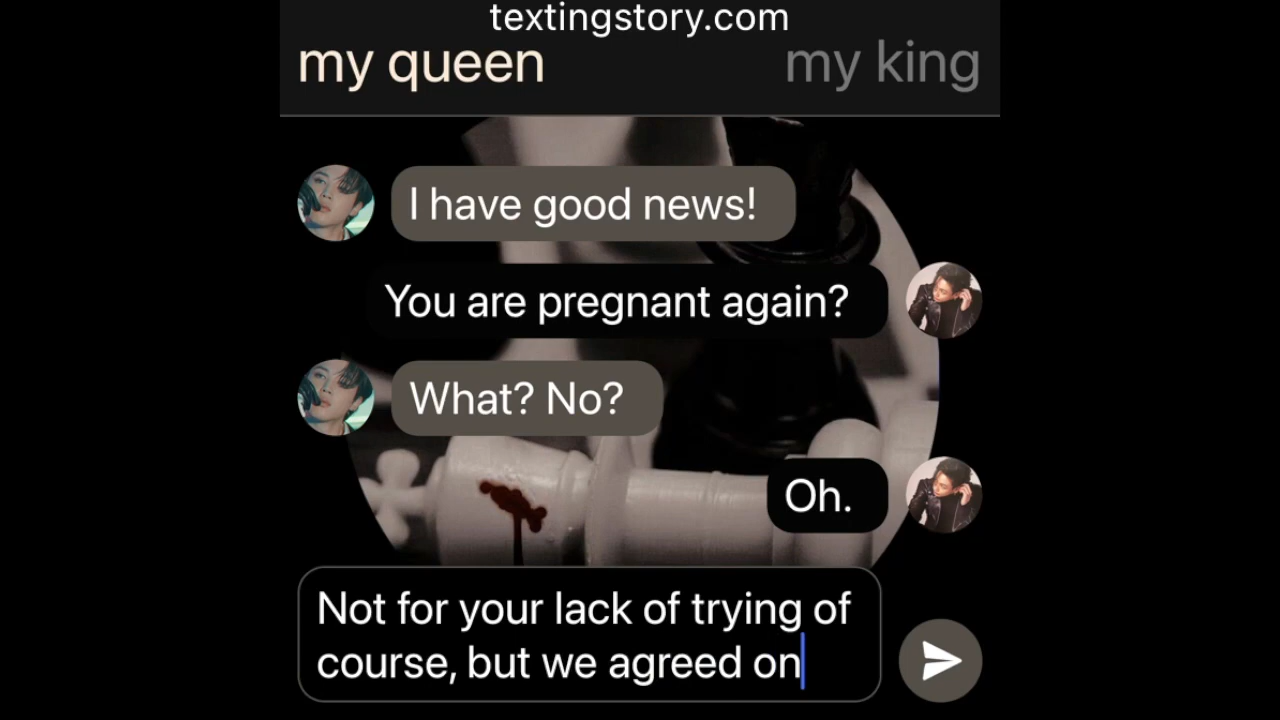 textingstory.com
my queen my king
I have good news!
You are pregnant again?
What? No?
Oh.
Not for your lack of trying of
course, but we agreed on